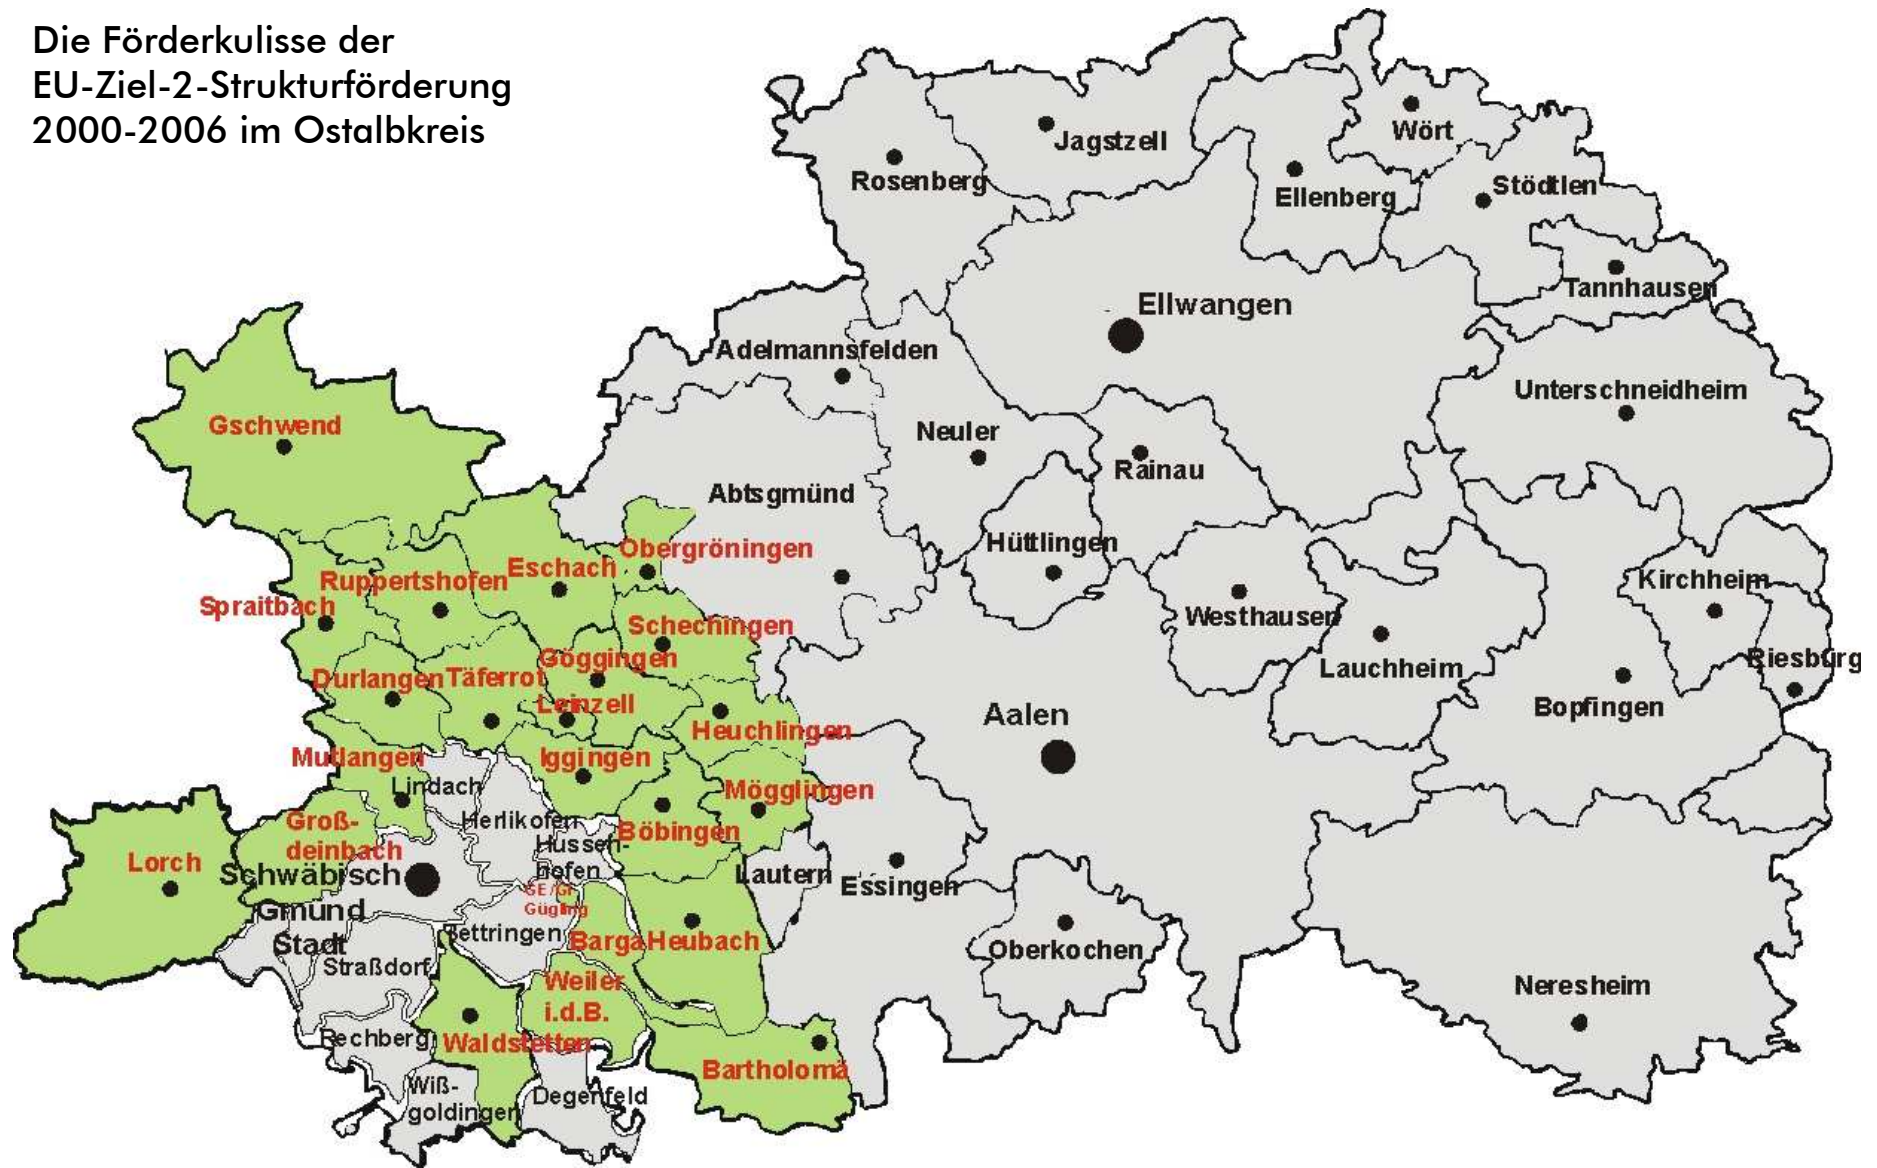 Die Förderkulisse der
EU-Ziel-2-Strukturförderung
2000-2006 im Ostalbkreis
Wört
Jagstzell
Rosenberg
Stödtlen
Ellenberg
Tannhausen
Ellwangen
Adelmannsfelden
Unterschneidheim
Gschwend
Neuler
Rainau
Abtsgmünd
Hüttlingen
Obergröningen
Eschach
Ruppertshofen
Kirchheim
Spraitbach
Westhausen
Schechingen
Göggingen
Riesbürg
Lauchheim
Durlangen
Täferrot
Leinzell
Bopfingen
Aalen
Heuchlingen
Mutlangen
Iggingen
Lindach
Mögglingen
Herlikofen
Groß-
deinbach
Böbingen
Hussen-
hofen
Lorch
Schwäbisch
Gmünd
Stadt
Lautern
Essingen
GE/GI
Gügling
Bettringen
Barga
Heubach
Oberkochen
Straßdorf
Weiler
i.d.B.
Neresheim
Rechberg
Waldstetten
Bartholomä
Wiß-
goldingen
Degenfeld